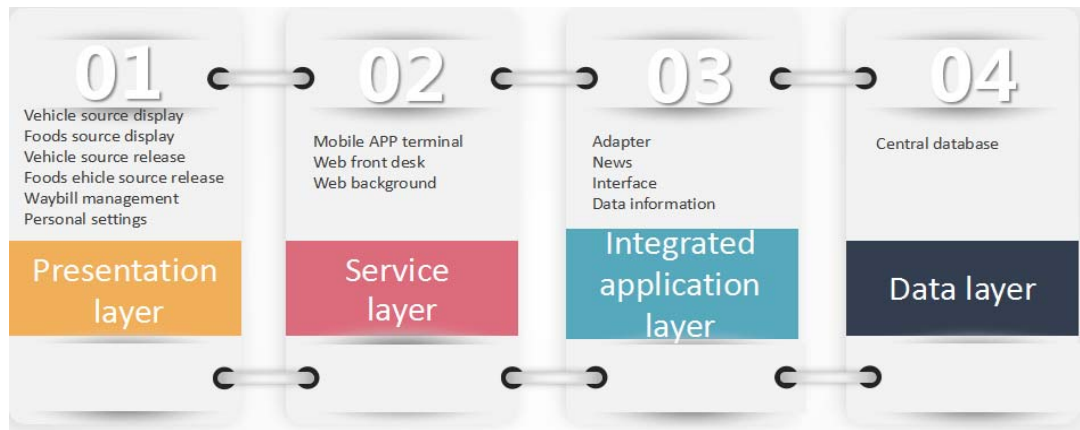 01
Vehicle source display
Foods source display
Vehicle source release
Foods ehicle source release
Waybill management
Personal settings
Presentation
layer
02
Mobile APP terminal
Web front desk
Web background
Service
layer
03
Adapter
News
Interface
Data information
Integrated
application
layer
04
Central database
Data layer